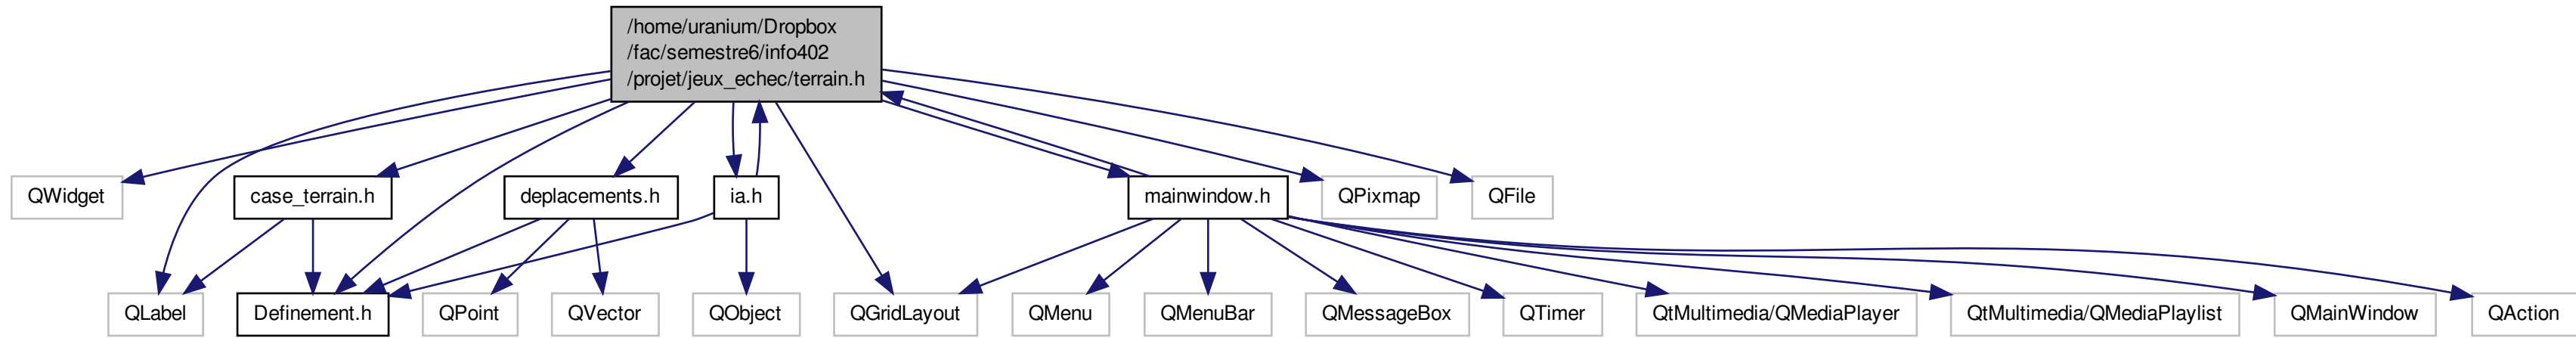 /home/uranium/Dropbox
/fac/semestre6/info402
/projet/jeux_echec/terrain.h
QWidget
case_terrain.h
deplacements.h
ia.h
mainwindow.h
QPixmap
QFile
QLabel
Definement.h
QPoint
QVector
QObject
QGridLayout
QMenu
QMenuBar
QMessageBox
QTimer
QtMultimedia/QMediaPlayer
QtMultimedia/QMediaPlaylist
QMainWindow
QAction